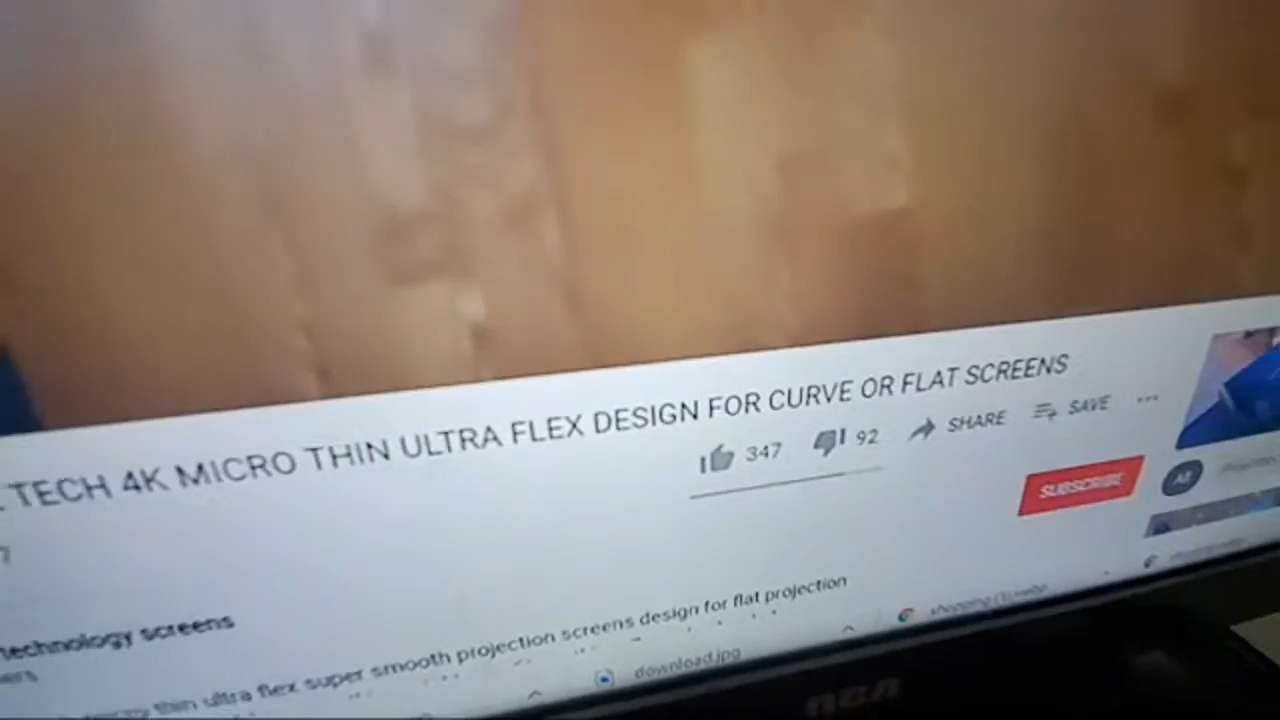 TECH 4K MICRO THIN ULTRA FLEX DESIGN FOR CURVE OR FLAT SCREENS
347 92 SHARE SAVE ...
SUBSCRIBE
technology screens
thin ultra flex super smooth projection screens design for flat projection
download.jpg
RCA